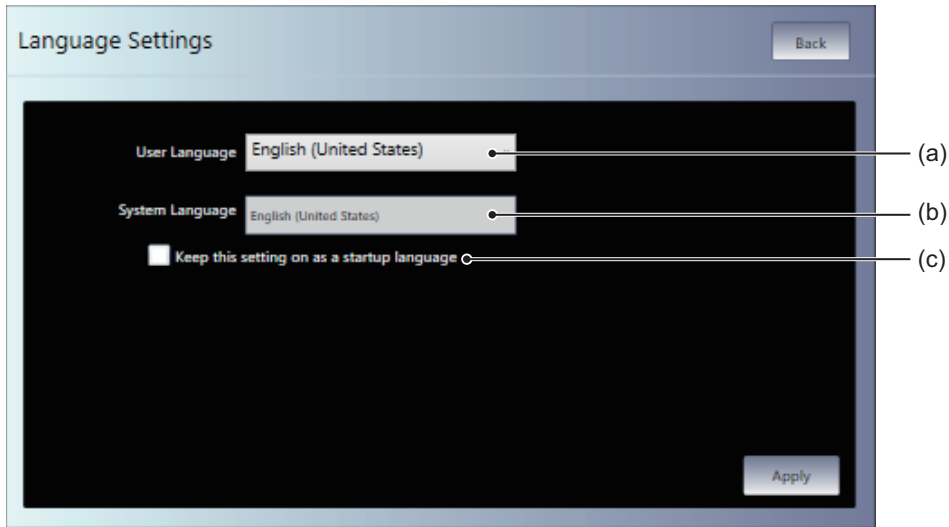 Language Settings
Back
User Language English (United States)
(a)
System Language English (United States)
(b)
Keep this setting on as a startup language
(c)
Apply